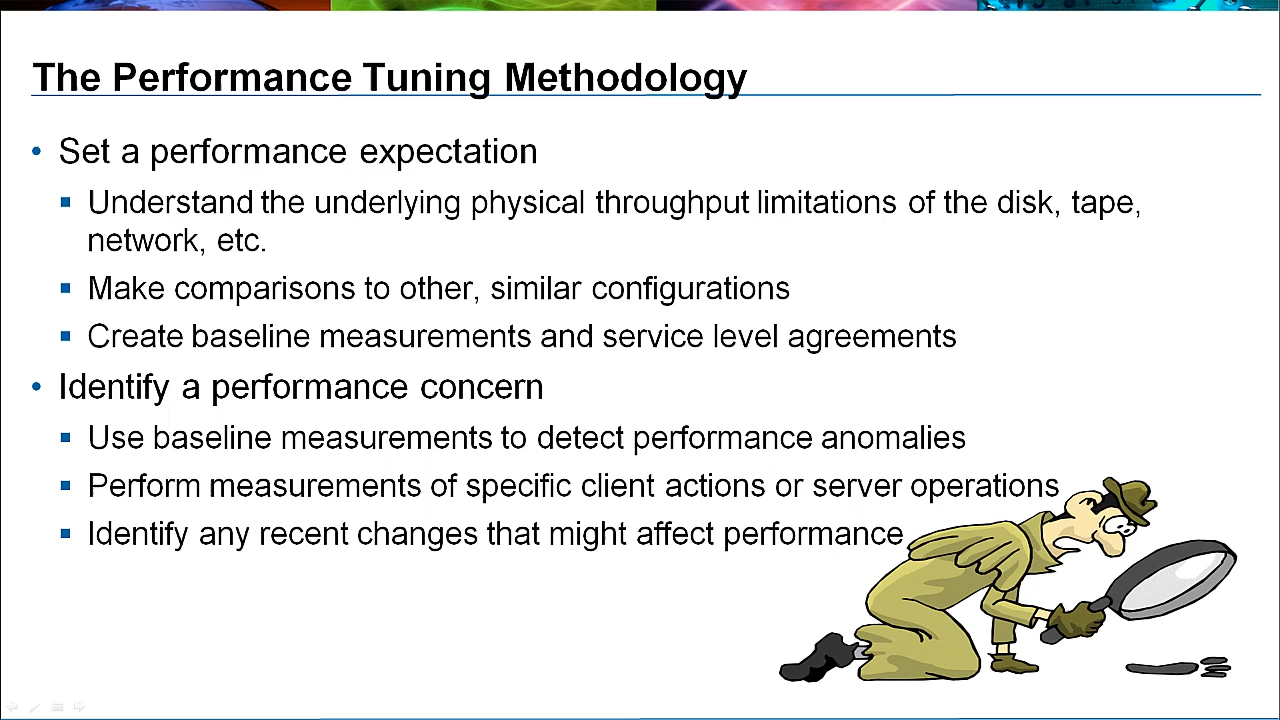 The Performance Tuning Methodology
• Set a performance expectation
▪ Understand the underlying physical throughput limitations of the disk, tape,
network, etc.
▪ Make comparisons to other, similar configurations
▪ Create baseline measurements and service level agreements
• Identify a performance concern
▪ Use baseline measurements to detect performance anomalies
▪ Perform measurements of specific client actions or server operations
▪ Identify any recent changes that might affect performance